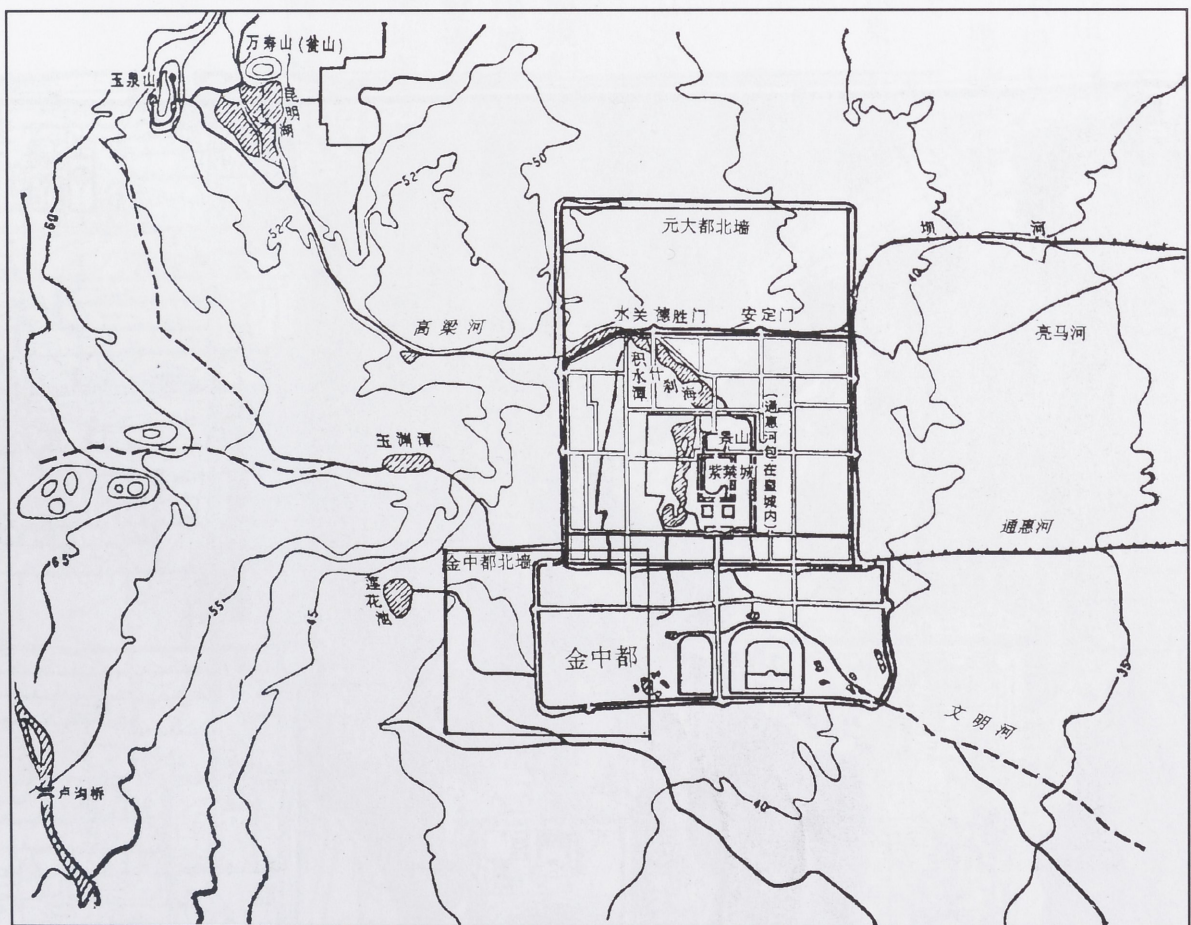 万寿山(瓮山)
玉泉山
昆明湖
50
52
52
60
元大都北墙
坝河
40
水关 德胜门 安定门
高梁河
亮马河
积水潭
什刹海
(通惠河包在皇城内)
景山
玉渊潭
紫禁城
通惠河
65
金中都北墙
莲花池
55
45
金中都
35
文明河
卢沟桥
40